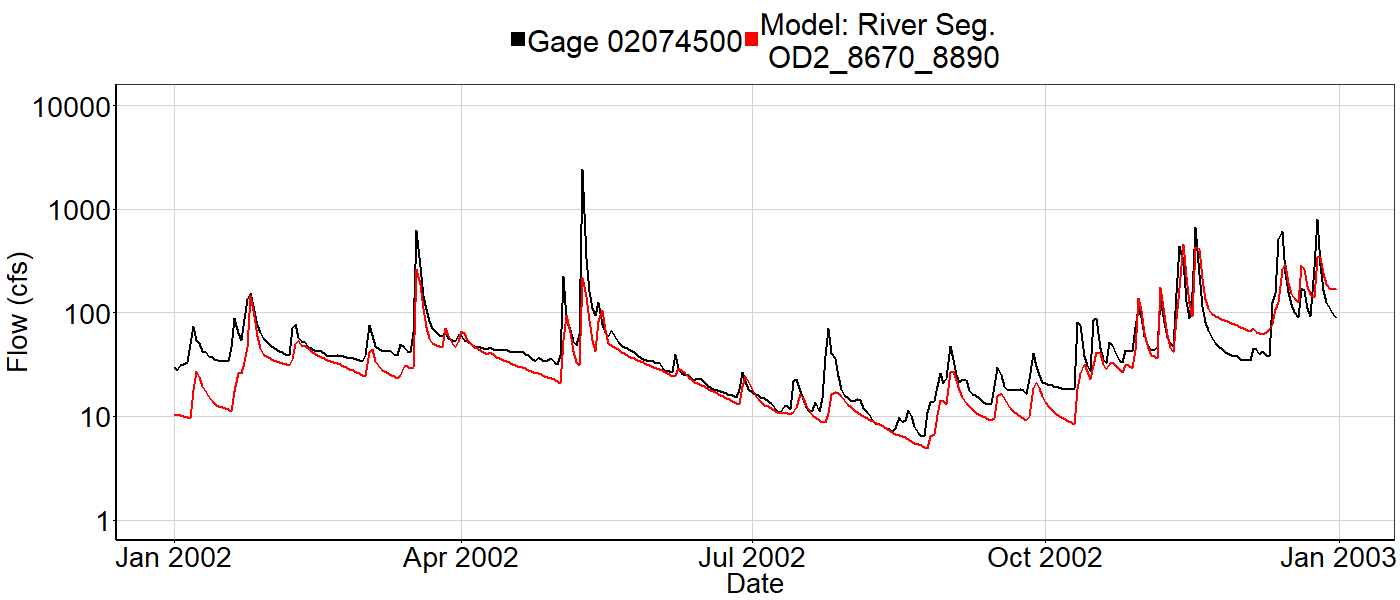 Gage 02074500
Model: River Seg.
OD2_8670_8890
Flow (cfs)
10000
1000
100
10
1
Jan 2002
Apr 2002
Jul 2002
Oct 2002
Jan 2003
Date